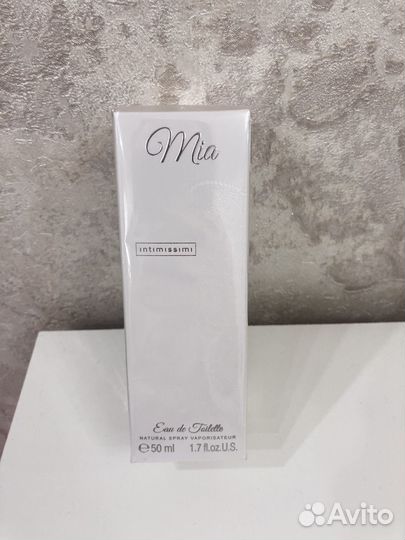 Mia
intimissimi
Eau de Toilette
NATURAL SPRAY VAPORISATEUR
℮50 ml 1.7 fl.oz.U.S.
Avito